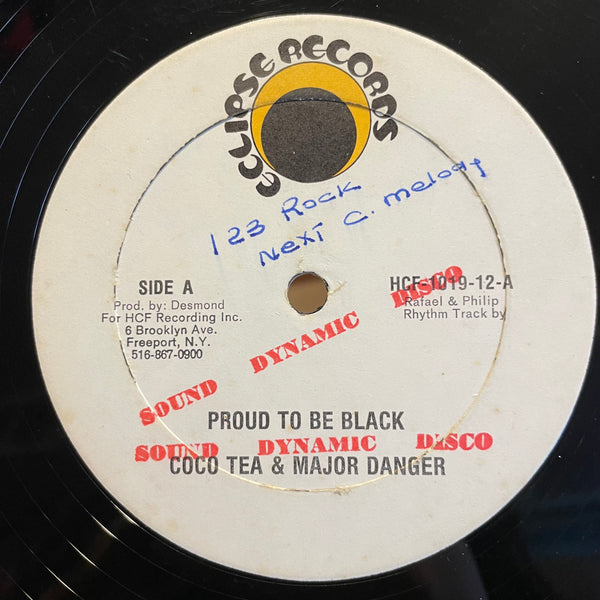 ECLIPSE RECORDS
123 Rock
Next C. melody
SIDE A
Prod. by: Desmond
For HCF Recording Inc.
6 Brooklyn Ave.
Freeport, N.Y.
516-867-0900
HCF-1019-12-A
Rafael & Philip
Rhythm Track by
SOUND DYNAMIC DISCO
PROUD TO BE BLACK
SOUND DYNAMIC DISCO
COCO TEA & MAJOR DANGER